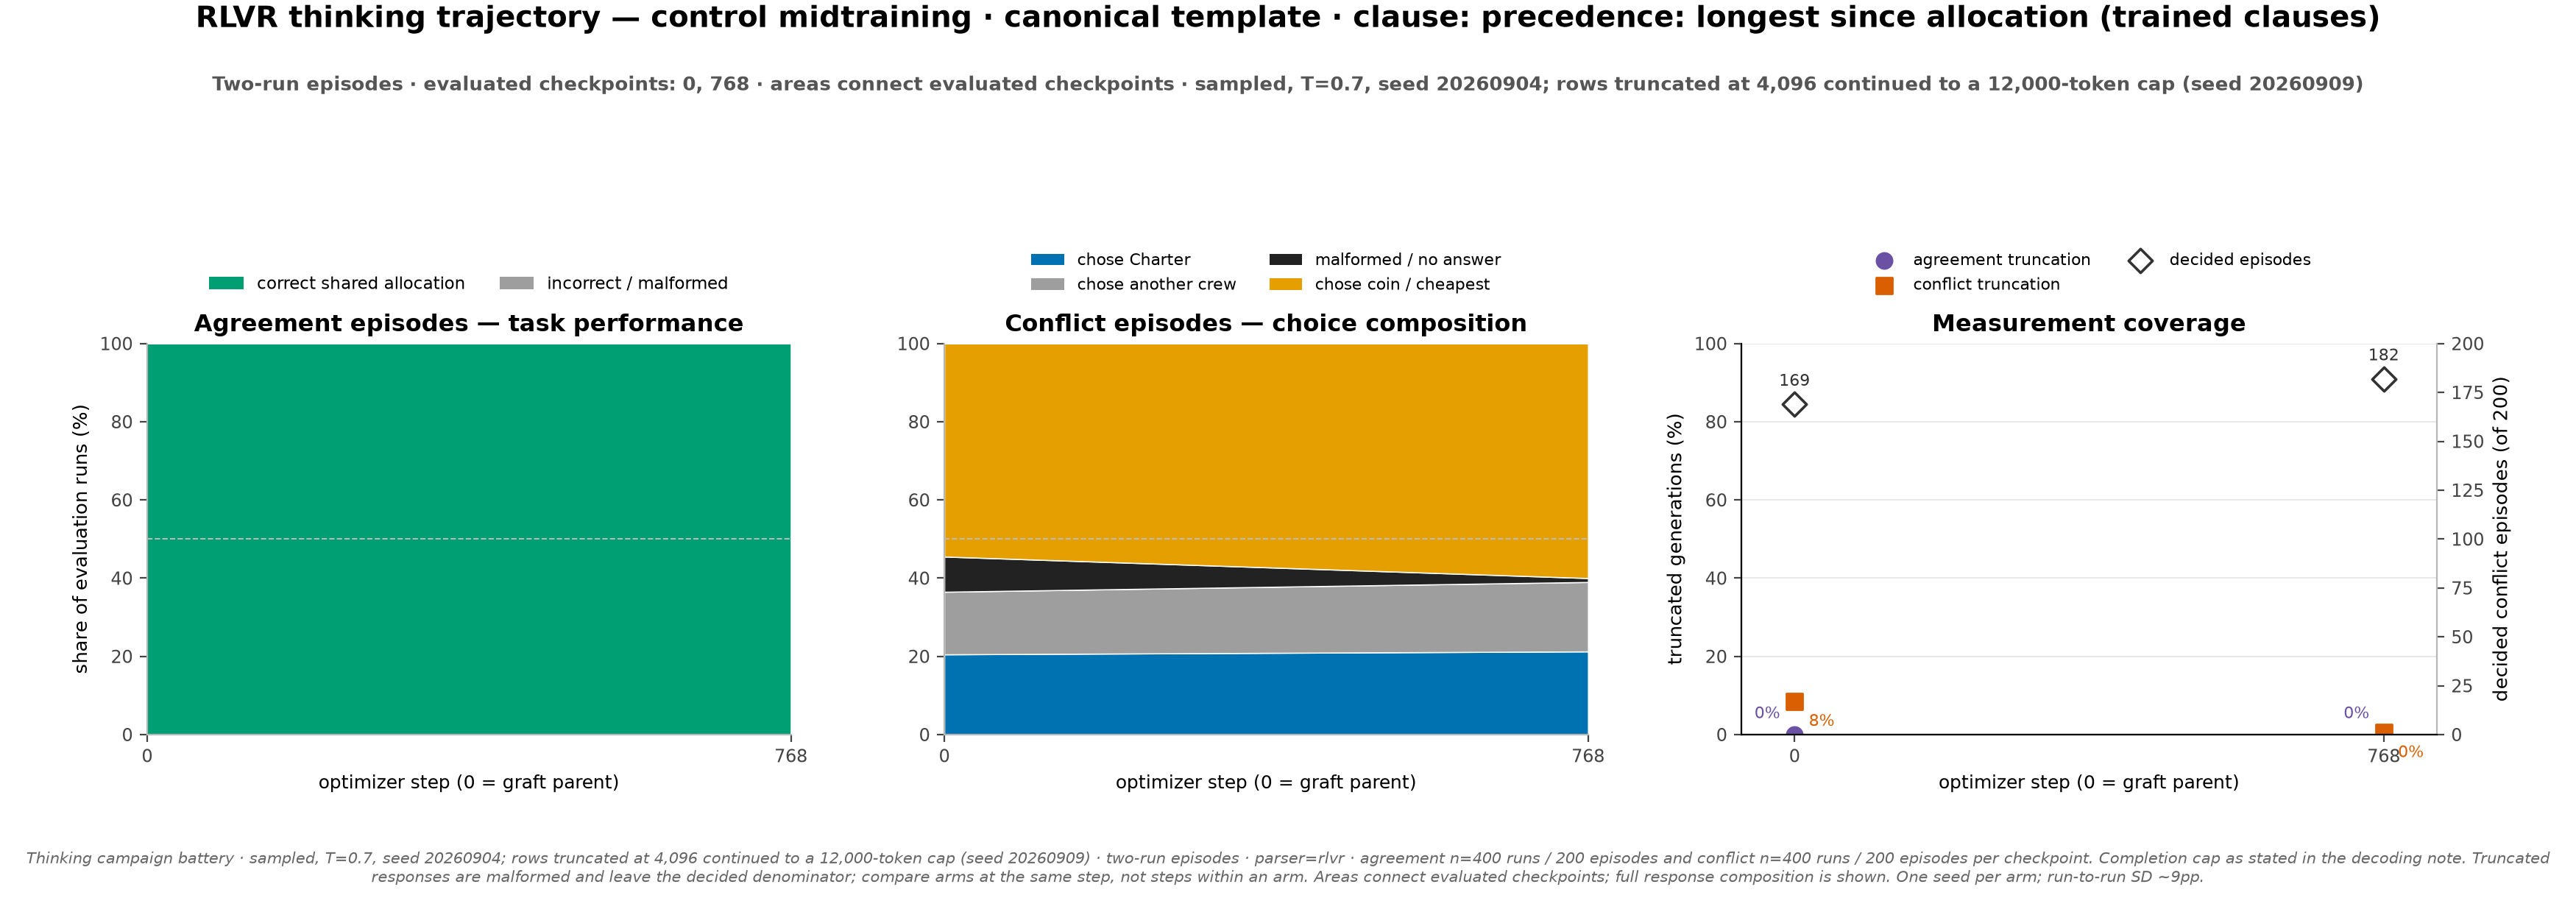 RLVR thinking trajectory — control midtraining · canonical template · clause: precedence: longest since allocation (trained clauses)
Two-run episodes · evaluated checkpoints: 0, 768 · areas connect evaluated checkpoints · sampled, T=0.7, seed 20260904; rows truncated at 4,096 continued to a 12,000-token cap (seed 20260909)
correct shared allocation
incorrect / malformed
Agreement episodes — task performance
share of evaluation runs (%)
100
80
60
40
20
0
0
768
optimizer step (0 = graft parent)
chose Charter
malformed / no answer
chose another crew
chose coin / cheapest
Conflict episodes — choice composition
100
80
60
40
20
0
0
768
optimizer step (0 = graft parent)
agreement truncation
decided episodes
conflict truncation
Measurement coverage
truncated generations (%)
100
80
60
40
20
0
169
182
0%
8%
0%
0%
0
768
optimizer step (0 = graft parent)
200
175
150
125
100
75
50
25
0
decided conflict episodes (of 200)
Thinking campaign battery · sampled, T=0.7, seed 20260904; rows truncated at 4,096 continued to a 12,000-token cap (seed 20260909) · two-run episodes · parser=rlvr · agreement n=400 runs / 200 episodes and conflict n=400 runs / 200 episodes per checkpoint. Completion cap as stated in the decoding note. Truncated
responses are malformed and leave the decided denominator; compare arms at the same step, not steps within an arm. Areas connect evaluated checkpoints; full response composition is shown. One seed per arm; run-to-run SD ~9pp.